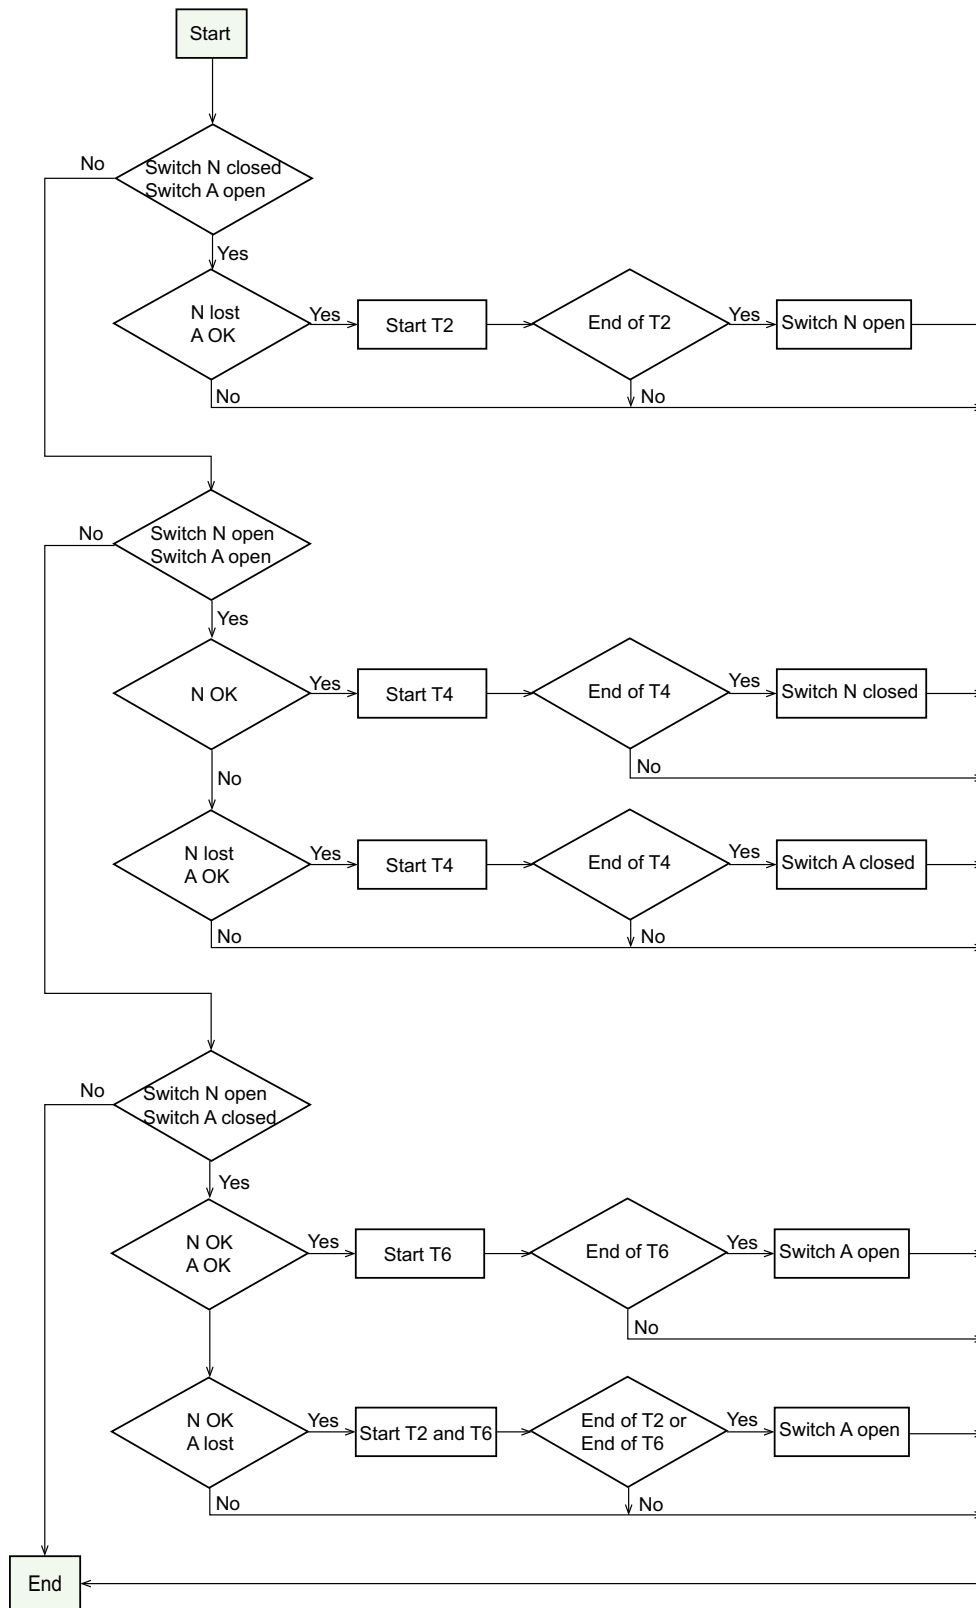 Start
No
Switch N closed
Switch A open
Yes
N lost
A OK
Yes
Start T2
End of T2
Yes
Switch N open
No
No
No
Switch N open
Switch A open
Yes
N OK
Yes
Start T4
End of T4
Yes
Switch N closed
No
No
N lost
A OK
Yes
Start T4
End of T4
Yes
Switch A closed
No
No
No
Switch N open
Switch A closed
Yes
N OK
A OK
Yes
Start T6
End of T6
Yes
Switch A open
No
N OK
A lost
Yes
Start T2 and T6
End of T2 or
End of T6
Yes
Switch A open
No
No
End